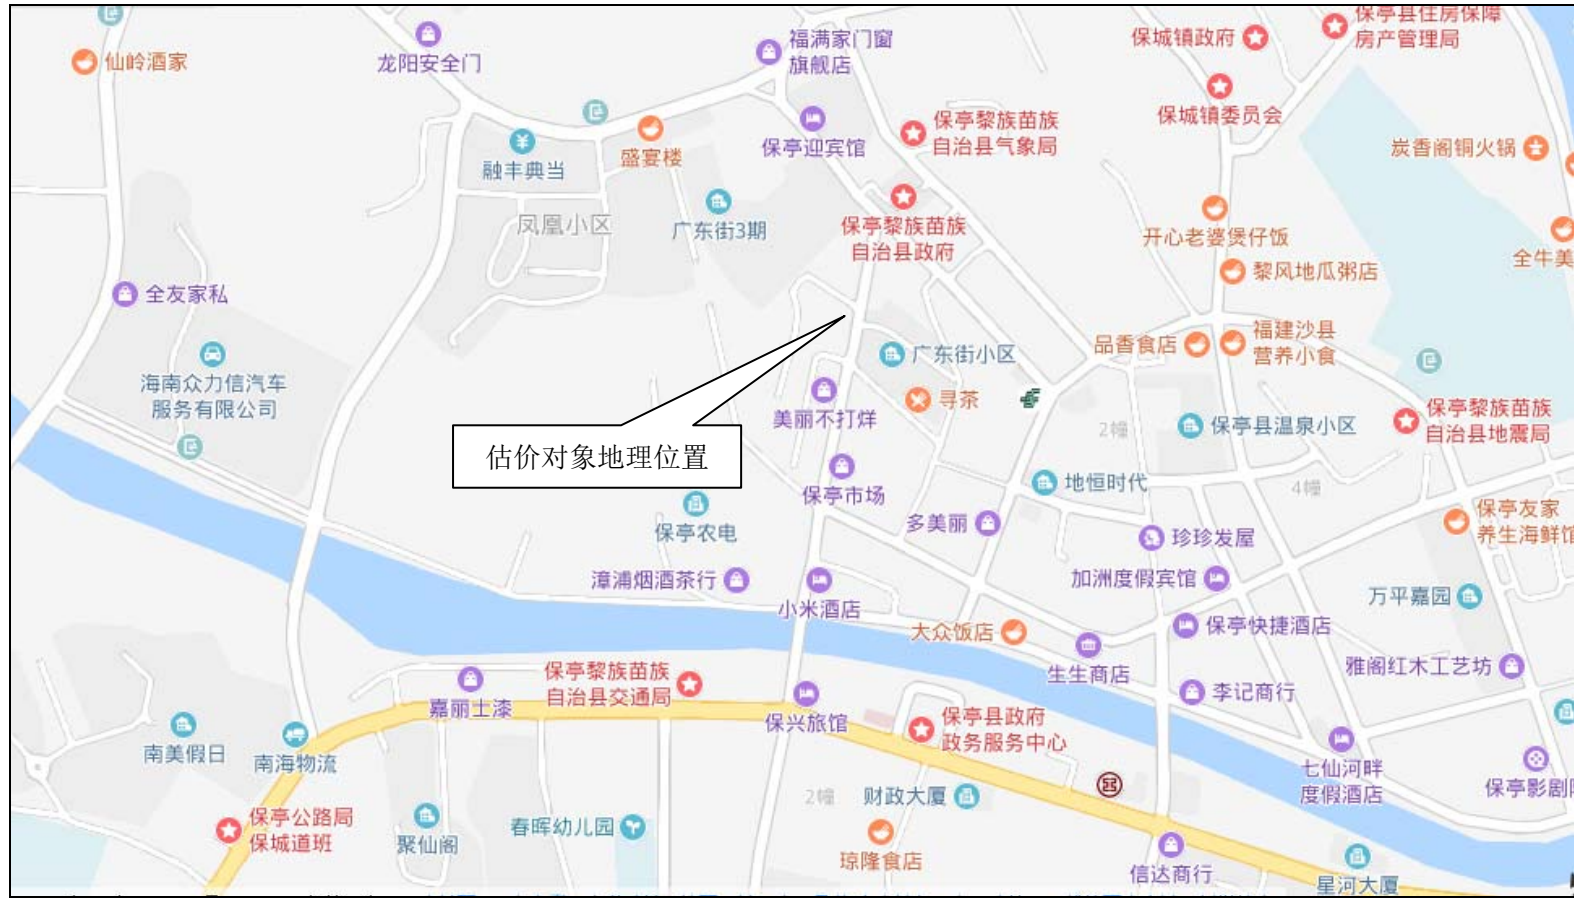 仙岭酒家
龙阳安全门
福满家门窗
旗舰店
保城镇政府
保亭县住房保障
房产管理局
保城镇委员会
保亭黎族苗族
自治县气象局
保亭迎宾馆
融丰典当
盛宴楼
炭香阁铜火锅
凤凰小区
广东街3期
保亭黎族苗族
自治县政府
开心老婆煲仔饭
黎风地瓜粥店
全牛美
全友家私
福建沙县
营养小食
品香食店
广东街小区
海南众力信汽车
服务有限公司
美丽不打烊
寻茶
2幢
保亭县温泉小区
保亭黎族苗族
自治县地震局
估价对象地理位置
保亭市场
地恒时代
4幢
保亭农电
多美丽
珍珍发屋
保亭友家
养生海鲜馆
漳浦烟酒茶行
小米酒店
加洲度假宾馆
万平嘉园
大众饭店
保亭快捷酒店
生生商店
雅阁红木工艺坊
保亭黎族苗族
自治县交通局
嘉丽士漆
李记商行
保兴旅馆
保亭县政府
政务服务中心
南美假日
南海物流
七仙河畔
度假酒店
保亭影剧
2幢
财政大厦
保亭公路局
保城道班
聚仙阁
春晖幼儿园
琼隆食店
信达商行
星河大厦